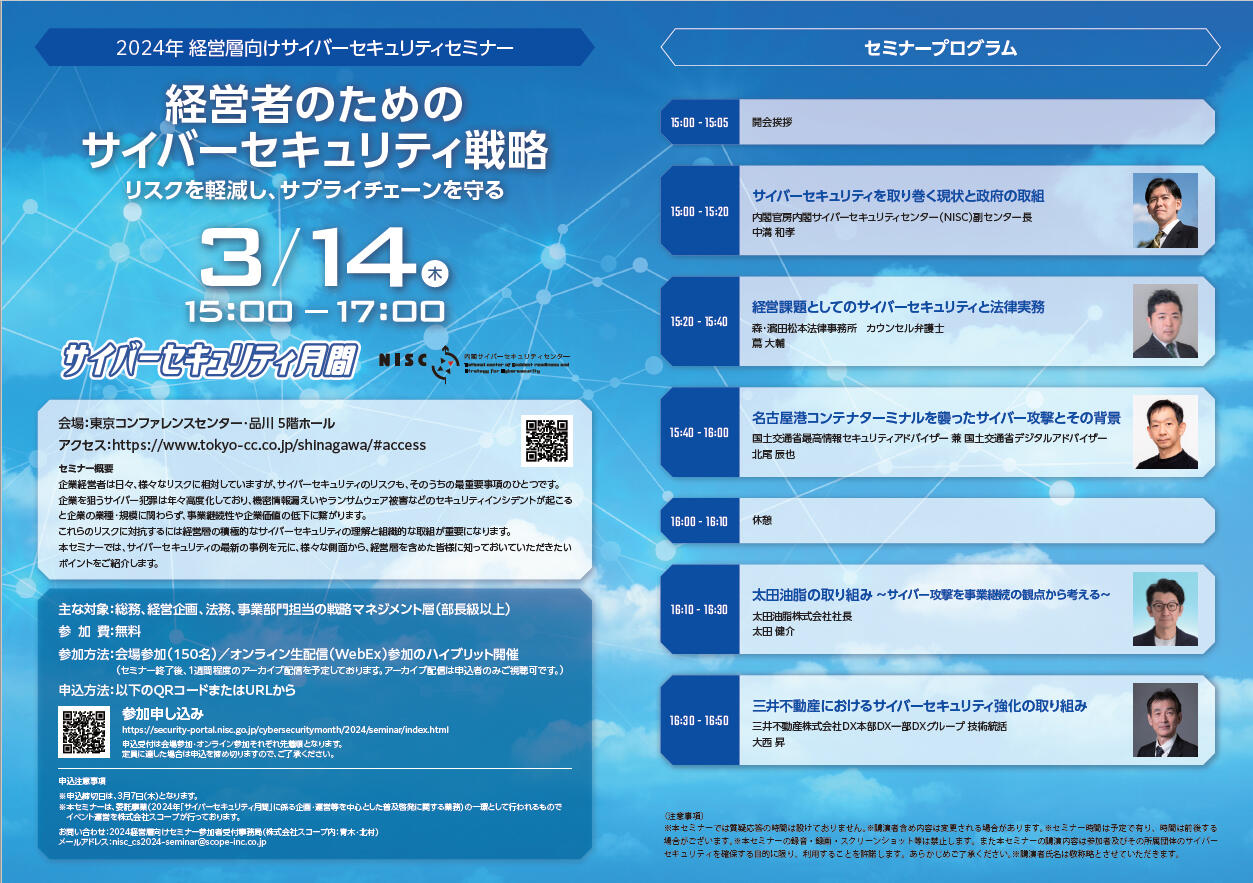 2024年 経営層向けサイバーセキュリティセミナー
経営者のための
サイバーセキュリティ戦略
リスクを軽減し、サプライチェーンを守る
3/14 木
15:00 − 17:00
サイバーセキュリティ月間
NISC 内閣サイバーセキュリティセンター
National center of Incident readiness and
Strategy for Cybersecurity
会場：東京コンファレンスセンター・品川 5階ホール
アクセス：https://www.tokyo-cc.co.jp/shinagawa/#access
セミナー概要
企業経営者は日々、様々なリスクに相対していますが、サイバーセキュリティのリスクも、そのうちの最重要事項のひとつです。
企業を狙うサイバー犯罪は年々高度化しており、機密情報漏えいやランサムウェア被害などのセキュリティインシデントが起こる
と企業の業種・規模に関わらず、事業継続性や企業価値の低下に繋がります。
これらのリスクに対抗するには経営層の積極的なサイバーセキュリティの理解と組織的な取組が重要になります。
本セミナーでは、サイバーセキュリティの最新の事例を元に、様々な側面から、経営層を含めた皆様に知っておいていただきたい
ポイントをご紹介します。
主な対象：総務、経営企画、法務、事業部門担当の戦略マネジメント層（部長級以上）
参 加 費：無料
参加方法：会場参加（150名）／オンライン生配信（WebEx）参加のハイブリット開催
（セミナー終了後、1週間程度のアーカイブ配信を予定しております。アーカイブ配信は申込者のみご視聴可です。）
申込方法：以下のQRコードまたはURLから
参加申し込み
https://security-portal.nisc.go.jp/cybersecuritymonth/2024/seminar/index.html
申込受付は会場参加・オンライン参加それぞれ先着順となります。
定員に達した場合は申込を締め切りますので、ご了承ください。
申込注意事項
※申込締切日は、3月7日(木)となります。
※本セミナーは、委託事業(2024年「サイバーセキュリティ月間」に係る企画・運営等を中心とした普及啓発に関する業務)の一環として行われるもので
イベント運営を株式会社スコープが行っております。
お問い合わせ：2024経営層向けセミナー参加者受付事務局(株式会社スコープ内：青木・北村)
メールアドレス：nisc_cs2024-seminar@scope-inc.co.jp
セミナープログラム
15:00 - 15:05 開会挨拶
15:00 - 15:20 サイバーセキュリティを取り巻く現状と政府の取組
内閣官房内閣サイバーセキュリティセンター（NISC）副センター長
中溝 和孝
15:20 - 15:40 経営課題としてのサイバーセキュリティと法律実務
森・濱田松本法律事務所　カウンセル弁護士
蔦 大輔
15:40 - 16:00 名古屋港コンテナターミナルを襲ったサイバー攻撃とその背景
国土交通省最高情報セキュリティアドバイザー 兼 国土交通省デジタルアドバイザー
北尾 辰也
16:00 - 16:10 休憩
16:10 - 16:30 太田油脂の取り組み ～サイバー攻撃を事業継続の観点から考える～
太田油脂株式会社社長
太田 健介
16:30 - 16:50 三井不動産におけるサイバーセキュリティ強化の取り組み
三井不動産株式会社DX本部DX一部DXグループ 技術統括
大西 昇
（注意事項）
※本セミナーでは質疑応答の時間は設けておりません。※講演者含め内容は変更される場合があります。※セミナー時間は予定で有り、時間は前後する
場合がございます。※本セミナーの録音・録画・スクリーンショット等は禁止します。また本セミナーの講演内容は参加者及びその所属団体のサイバー
セキュリティを確保する目的に限り、利用することを許諾します。あらかじめご了承ください。※講演者氏名は敬称略とさせていただきます。